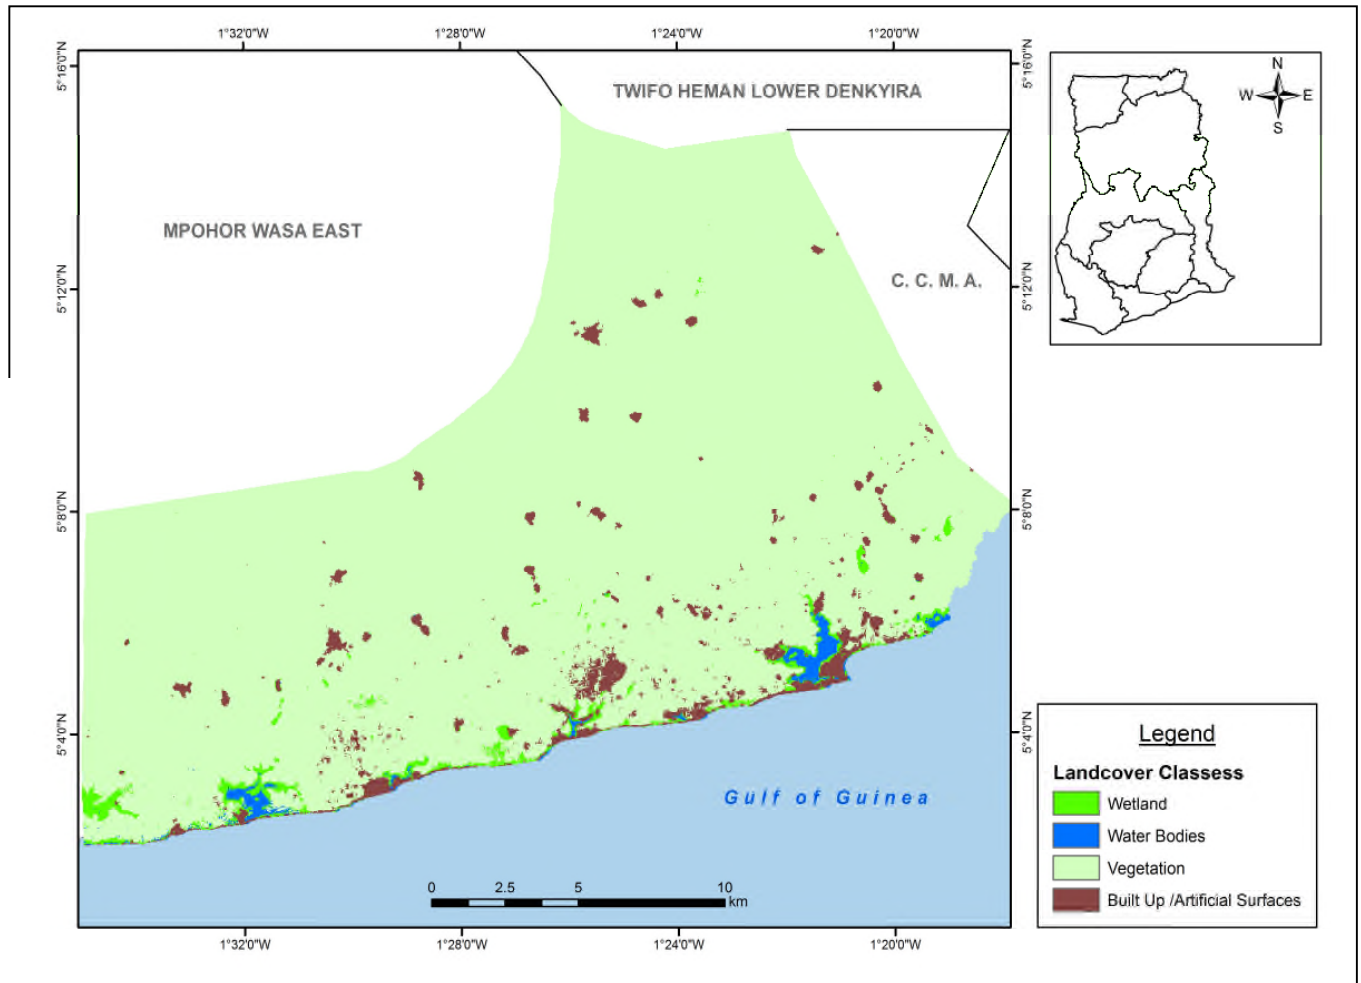 1°32'0"W
1°28'0"W
1°24'0"W
1°20'0"W
5°16'0"N
5°16'0"N
N
W
E
S
TWIFO HEMAN LOWER DENKYIRA
MPOHOR WASA EAST
C. C. M. A.
5°12'0"N
5°12'0"N
5°8'0"N
5°8'0"N
5°4'0"N
5°4'0"N
Gulf of Guinea
0
2.5
5
10
km
Legend
Landcover Classess
Wetland
Water Bodies
Vegetation
Built Up /Artificial Surfaces
1°32'0"W
1°28'0"W
1°24'0"W
1°20'0"W